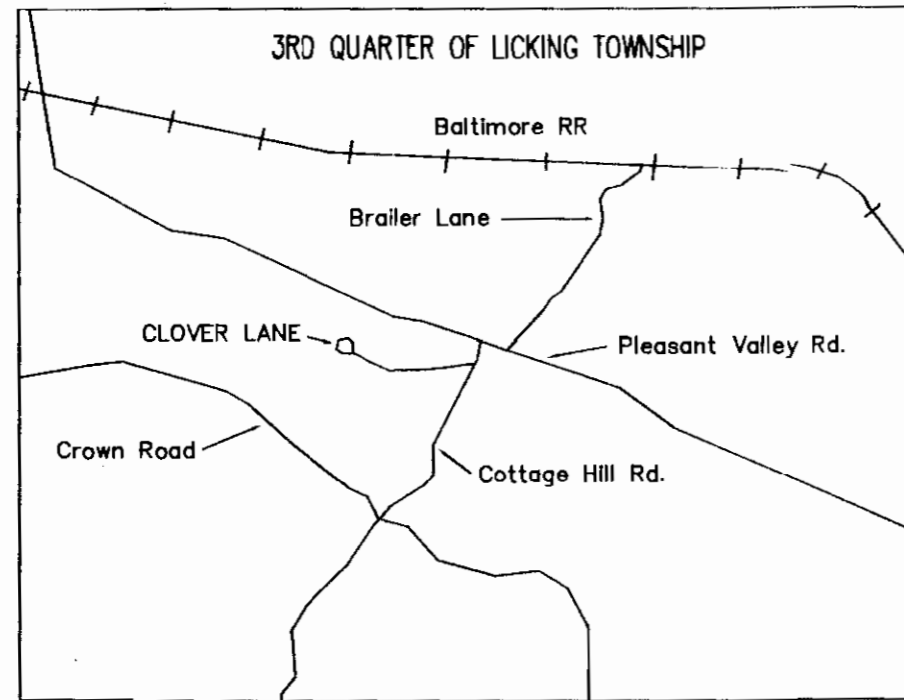 3RD QUARTER OF LICKING TOWNSHIP
Baltimore RR
Brailer Lane
CLOVER LANE
Pleasant Valley Rd.
Crown Road
Cottage Hill Rd.